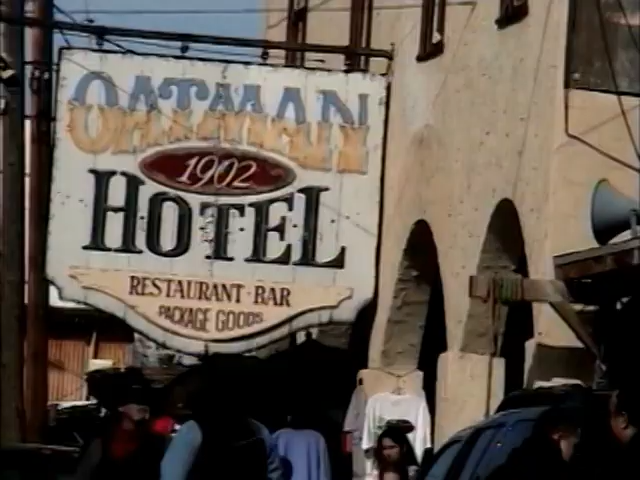 OATMAN
1902
HOTEL
RESTAURANT · BAR
PACKAGE GOODS